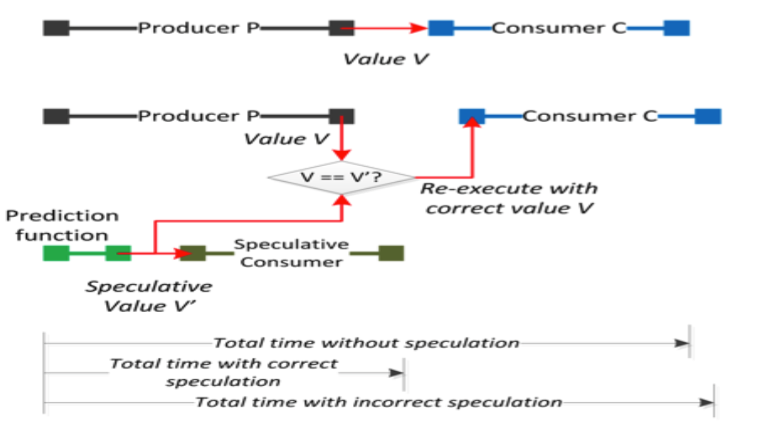 Producer P
Consumer C
Value V
Producer P
Consumer C
Value V
V == V'?
Re-execute with
correct value V
Prediction
function
Speculative
Consumer
Speculative
Value V'
Total time without speculation
Total time with correct
speculation
Total time with incorrect speculation